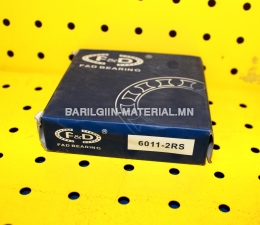 F&D
F&D BEARING
BARILGIIN-MATERIAL.MN
F&D
F&D BEARING
6011-2RS